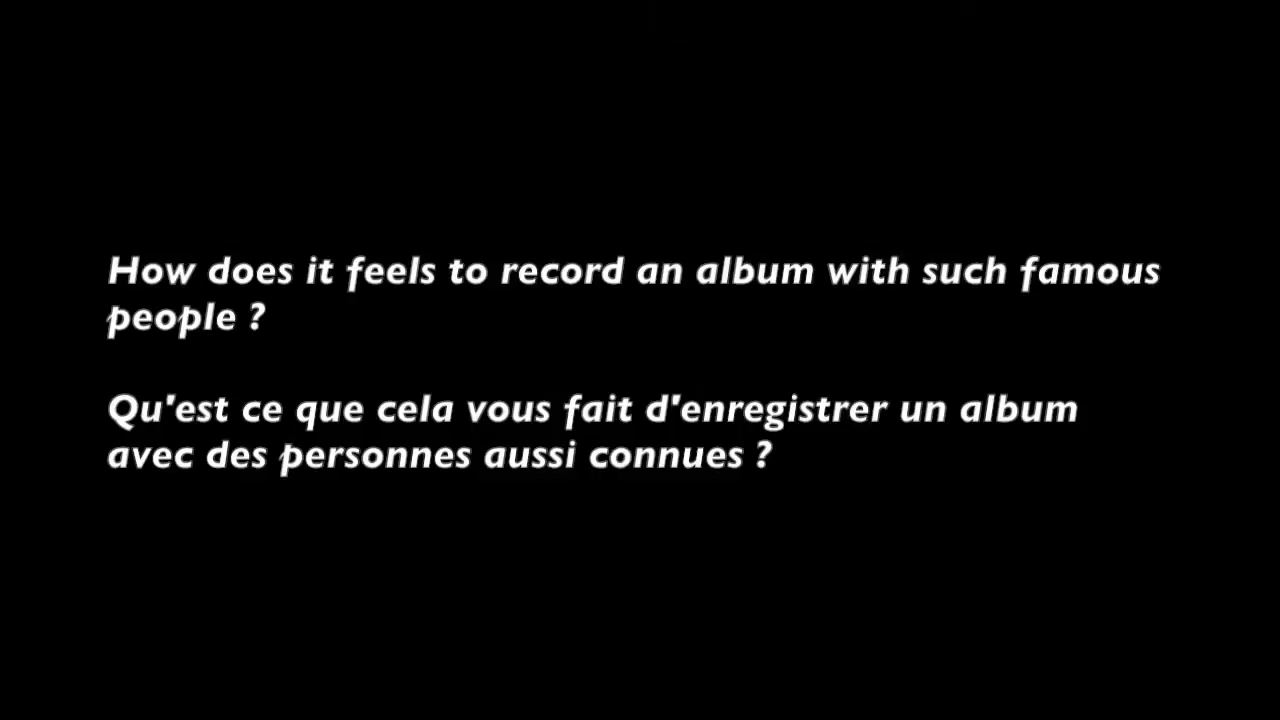 How does it feels to record an album with such famous
people ?
Qu'est ce que cela vous fait d'enregistrer un album
avec des personnes aussi connues ?